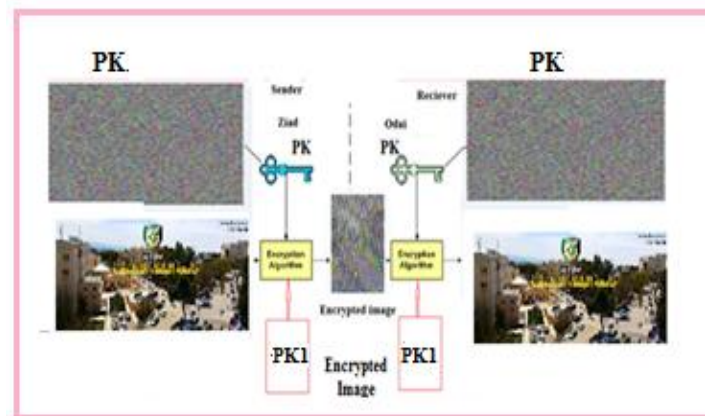 PK.
PK
Sender
Reciever
Ziad
Odai
PK
PK
Encryption
Algorithm
Encryption
Algorithm
Encrypted image
PK1
PK1
Encrypted
Image